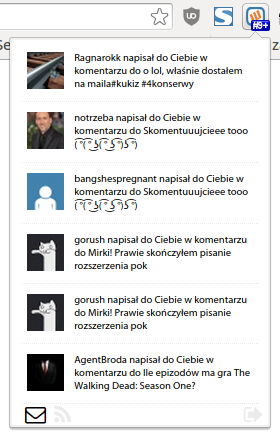 #9+
Ragnarokk napisał do Ciebie w
komentarzu do o lol, właśnie dostałem
na maila#kukiz #4konserwy
notrzeba napisał do Ciebie w
komentarzu do Skomentuuujcieee tooo
( ͡°( ͡° ͜ʖ( ͡° ͜ʖ ͡°)ʖ ͡°)
bangshespregnant napisał do Ciebie w
komentarzu do Skomentuuujcieee tooo
( ͡°( ͡° ͜ʖ( ͡° ͜ʖ ͡°)ʖ ͡°)
gorush napisał do Ciebie w komentarzu
do Mirki! Prawie skończyłem pisanie
rozszerzenia pok
gorush napisał do Ciebie w komentarzu
do Mirki! Prawie skończyłem pisanie
rozszerzenia pok
AgentBroda napisał do Ciebie w
komentarzu do Ile epizodów ma gra The
Walking Dead: Season One?